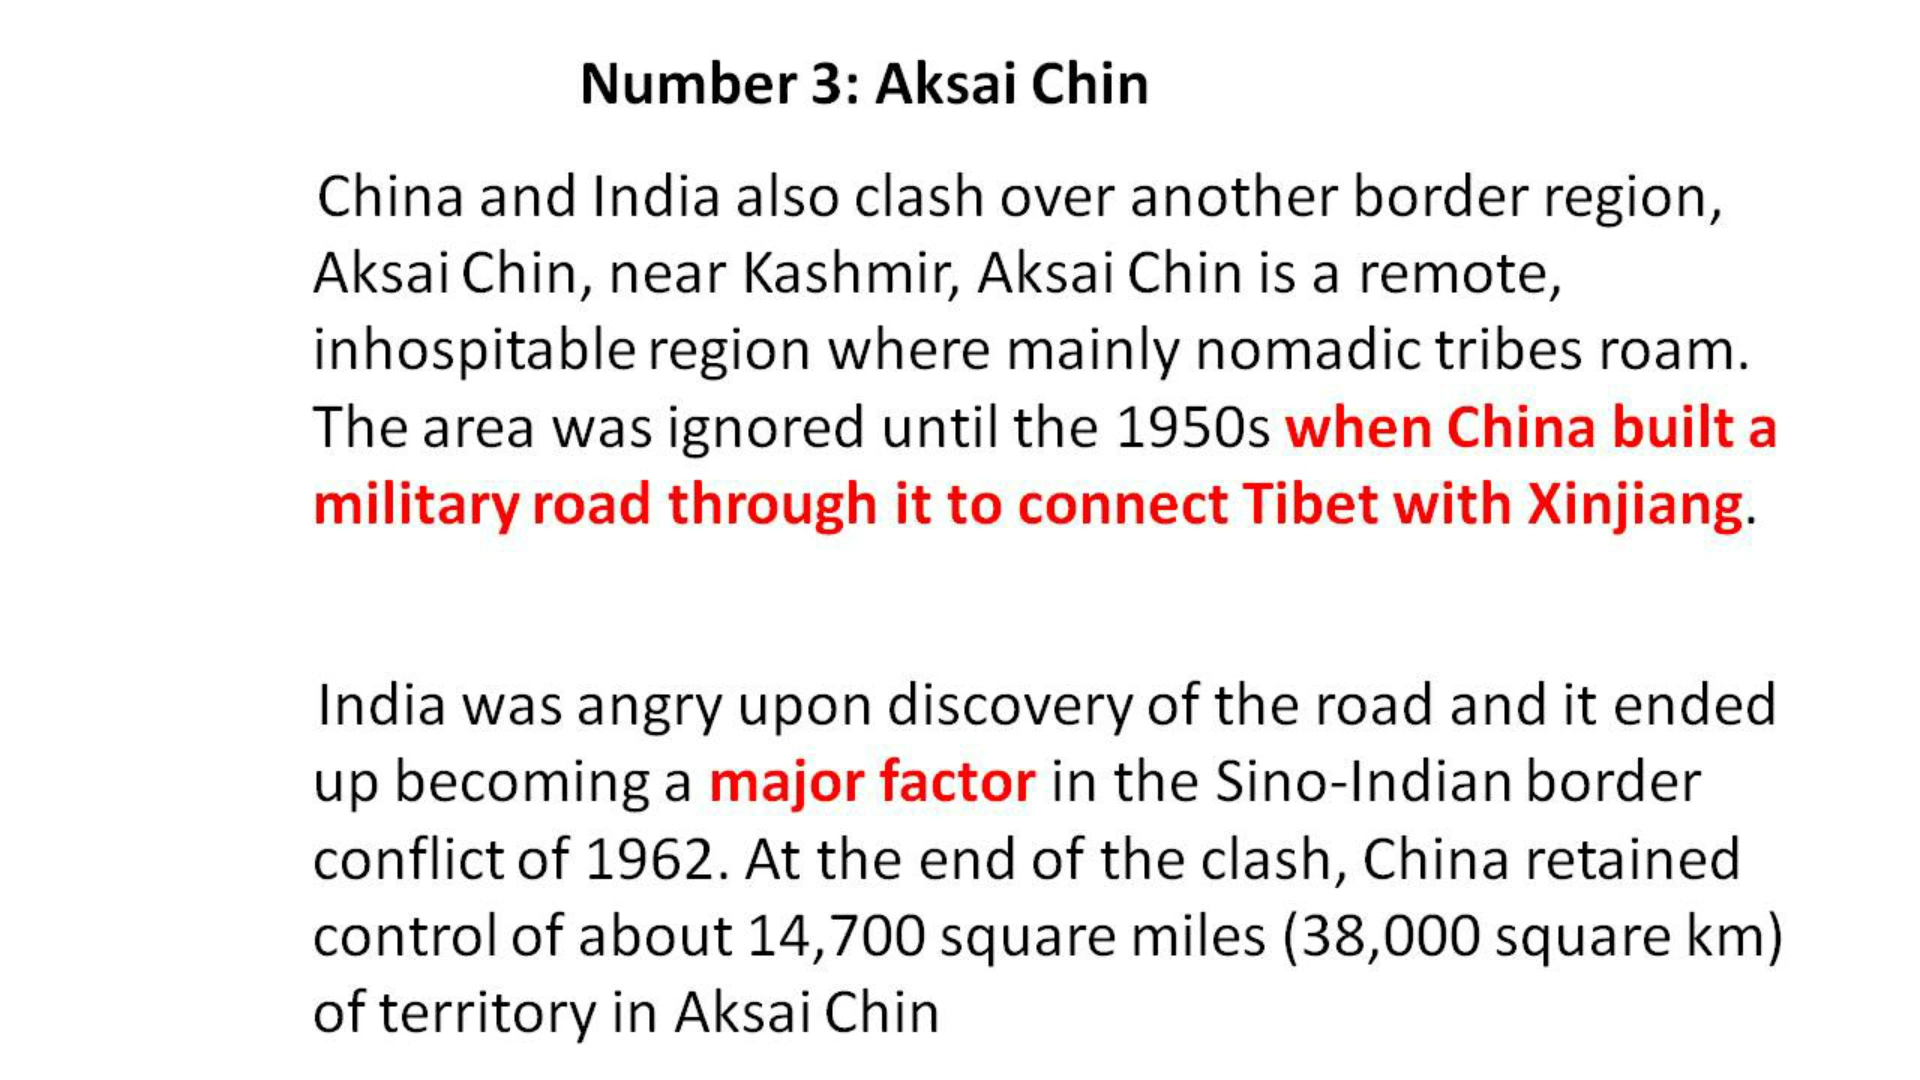 Number 3: Aksai Chin
China and India also clash over another border region,
Aksai Chin, near Kashmir, Aksai Chin is a remote,
inhospitable region where mainly nomadic tribes roam.
The area was ignored until the 1950s when China built a
military road through it to connect Tibet with Xinjiang.
India was angry upon discovery of the road and it ended
up becoming a major factor in the Sino-Indian border
conflict of 1962. At the end of the clash, China retained
control of about 14,700 square miles (38,000 square km)
of territory in Aksai Chin